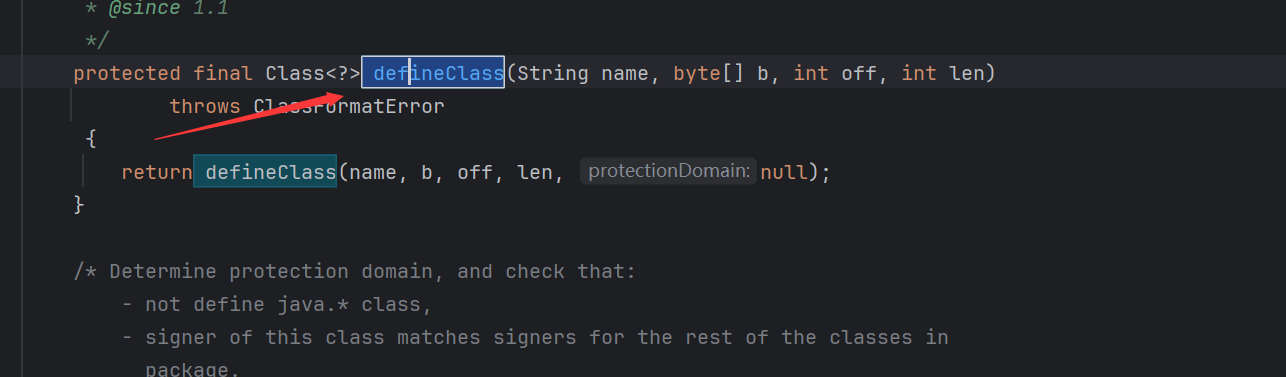 * @since 1.1
*/
protected final Class<?> defineClass(String name, byte[] b, int off, int len)
throws ClassFormatError
{
return defineClass(name, b, off, len, protectionDomain: null);
}
/* Determine protection domain, and check that:
- not define java.* class,
- signer of this class matches signers for the rest of the classes in
package.